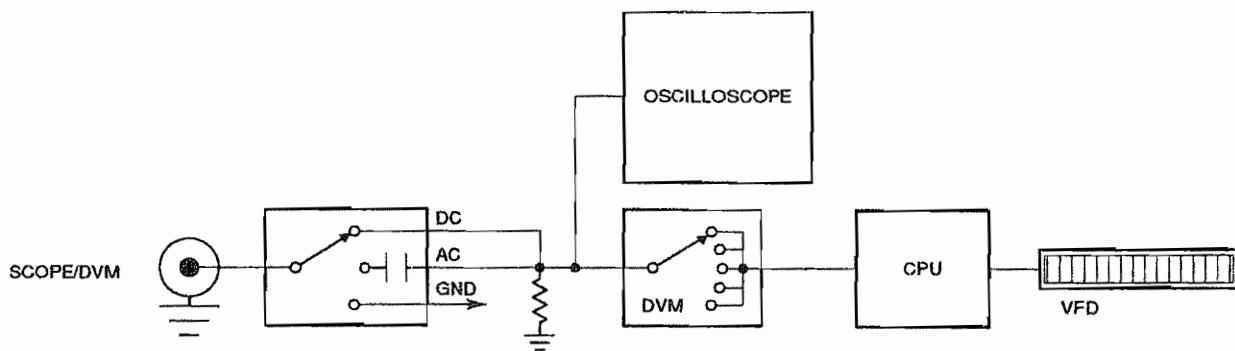 OSCILLOSCOPE
DC
SCOPE/DVM
AC
CPU
GND
DVM
VFD